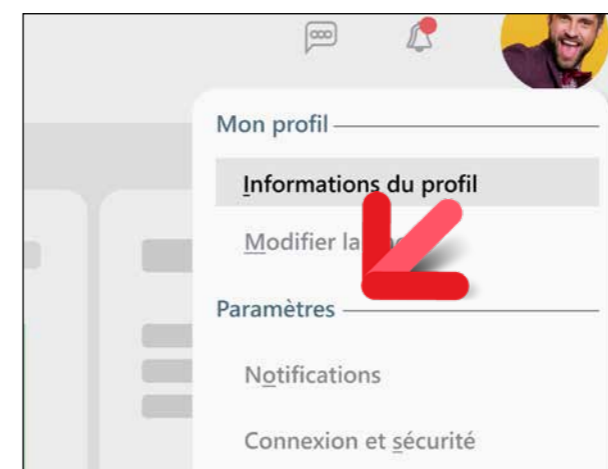 Mon profil
Informations du profil
Modifier la
Paramètres
Notifications
Connexion et sécurité